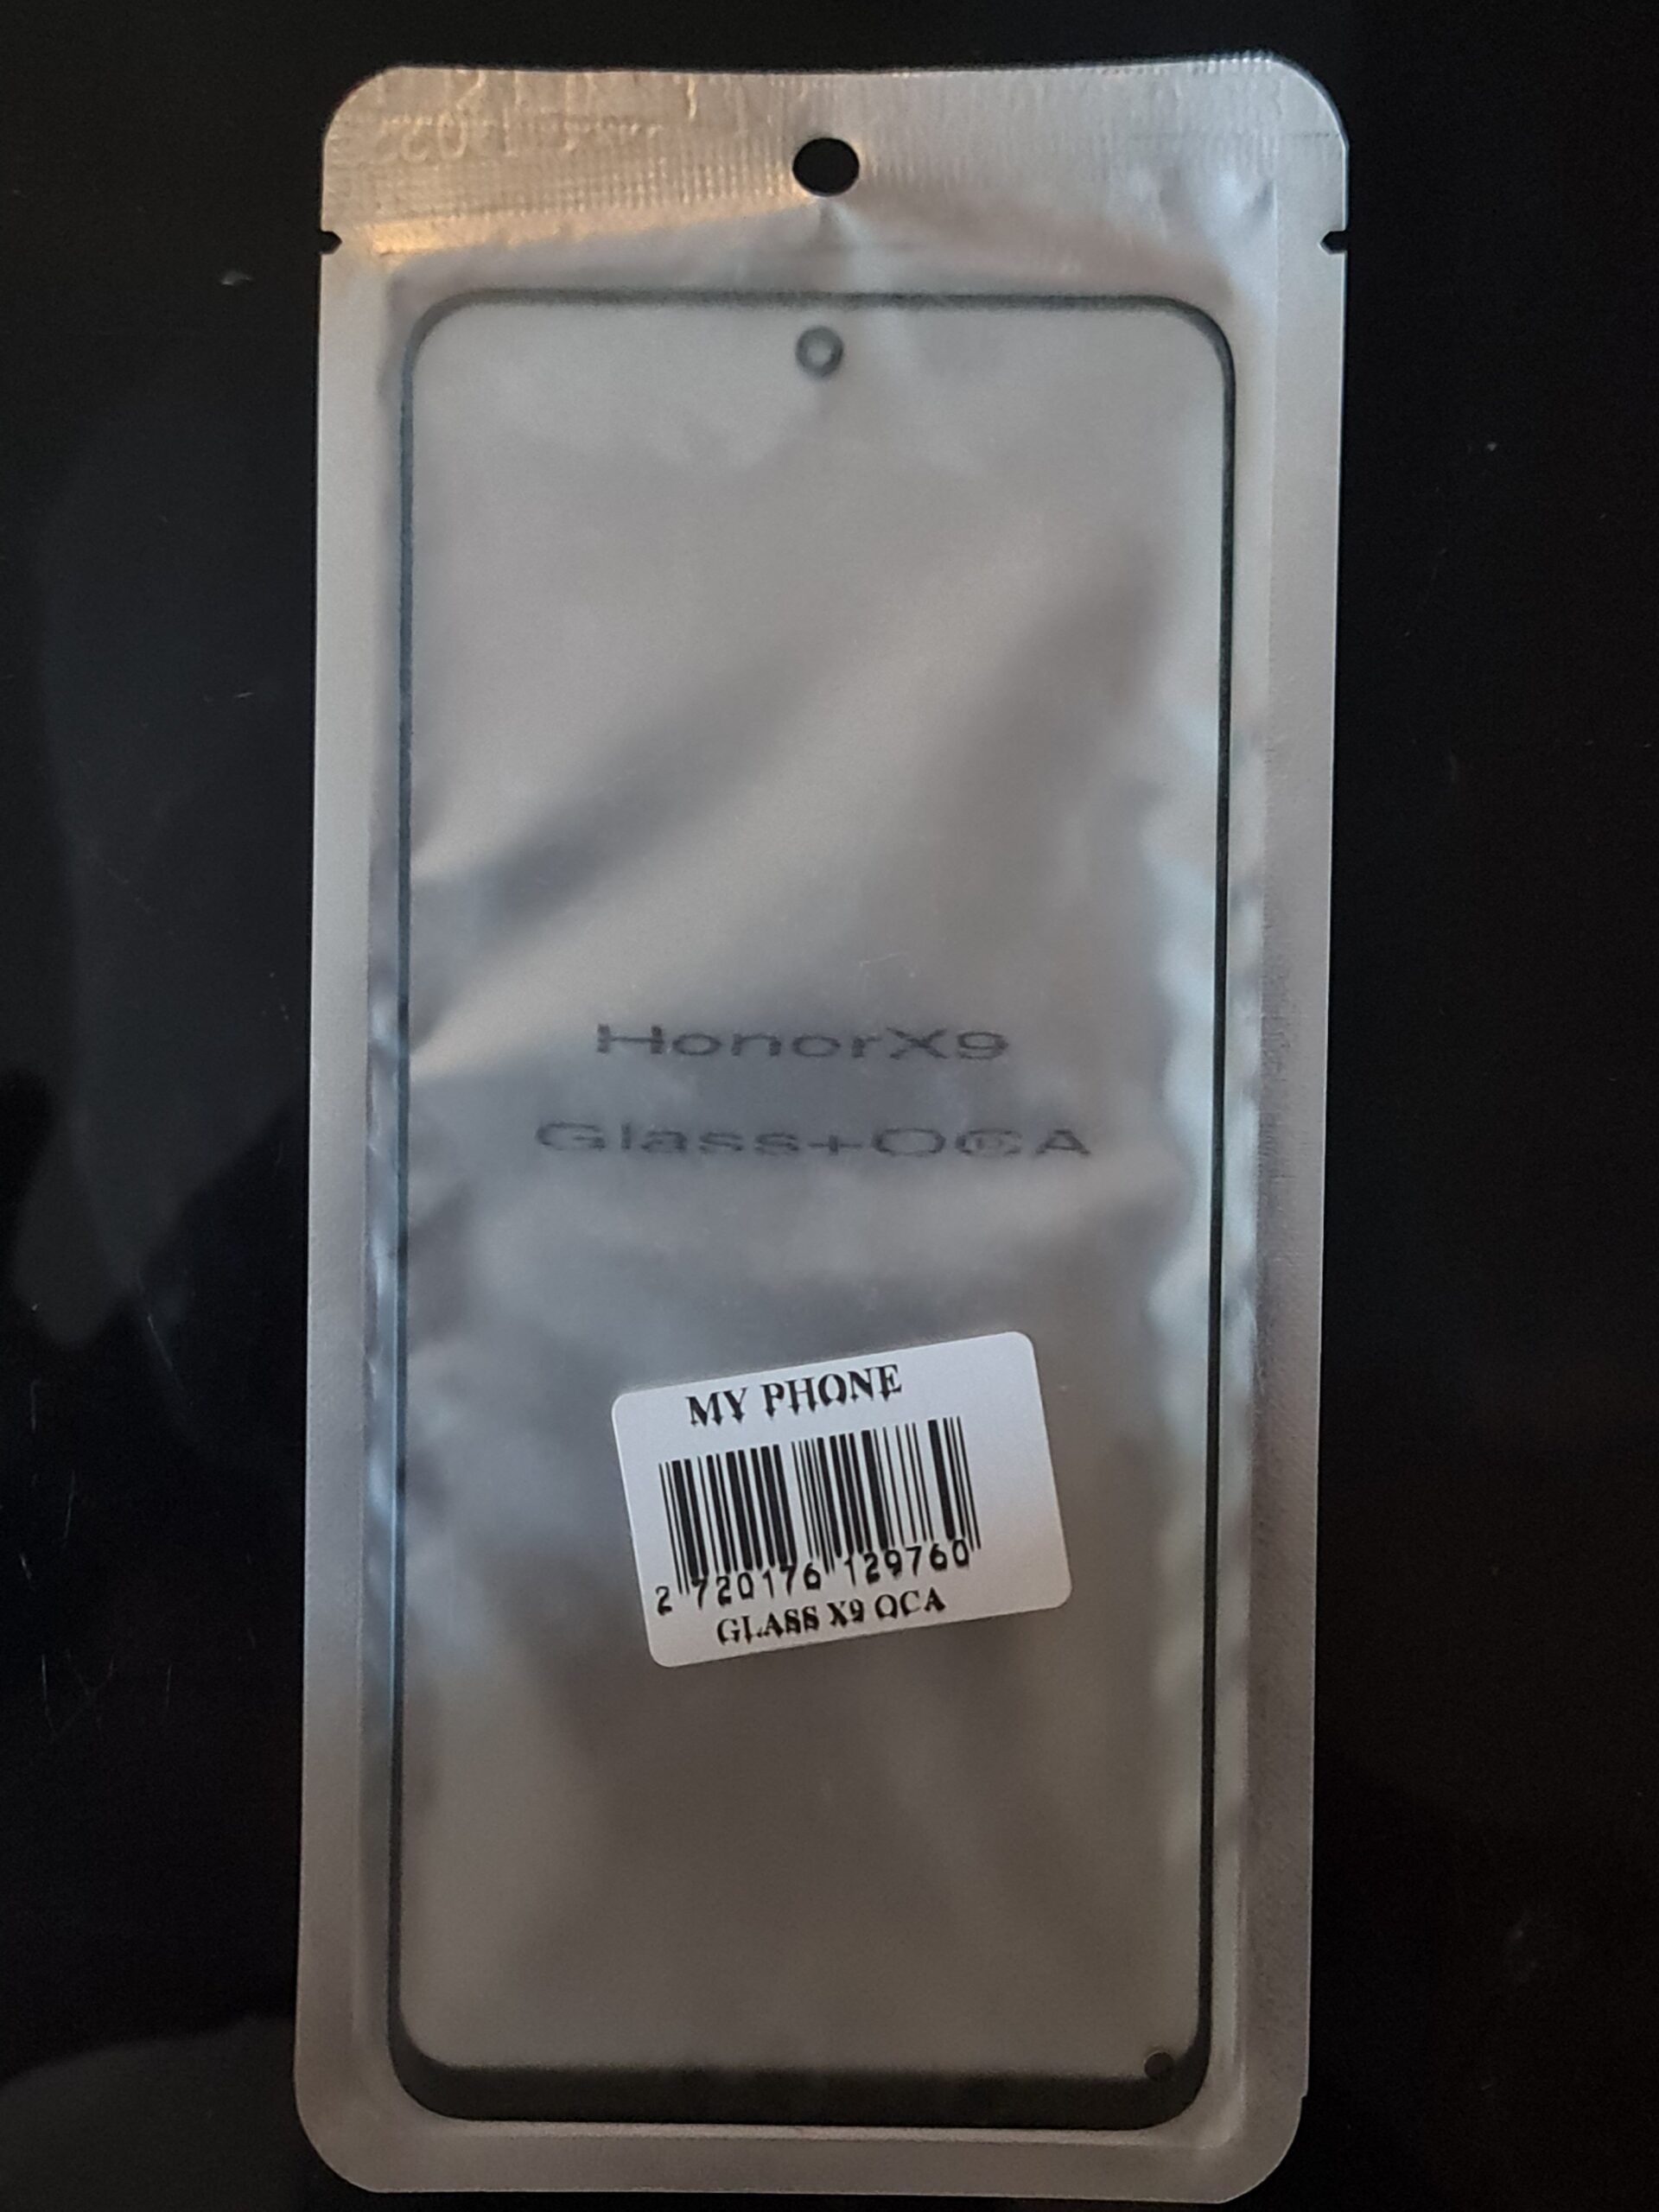 HonorX9
Glass+OCA
MY PHONE
2 720176 129760
GLASS X9 OCA